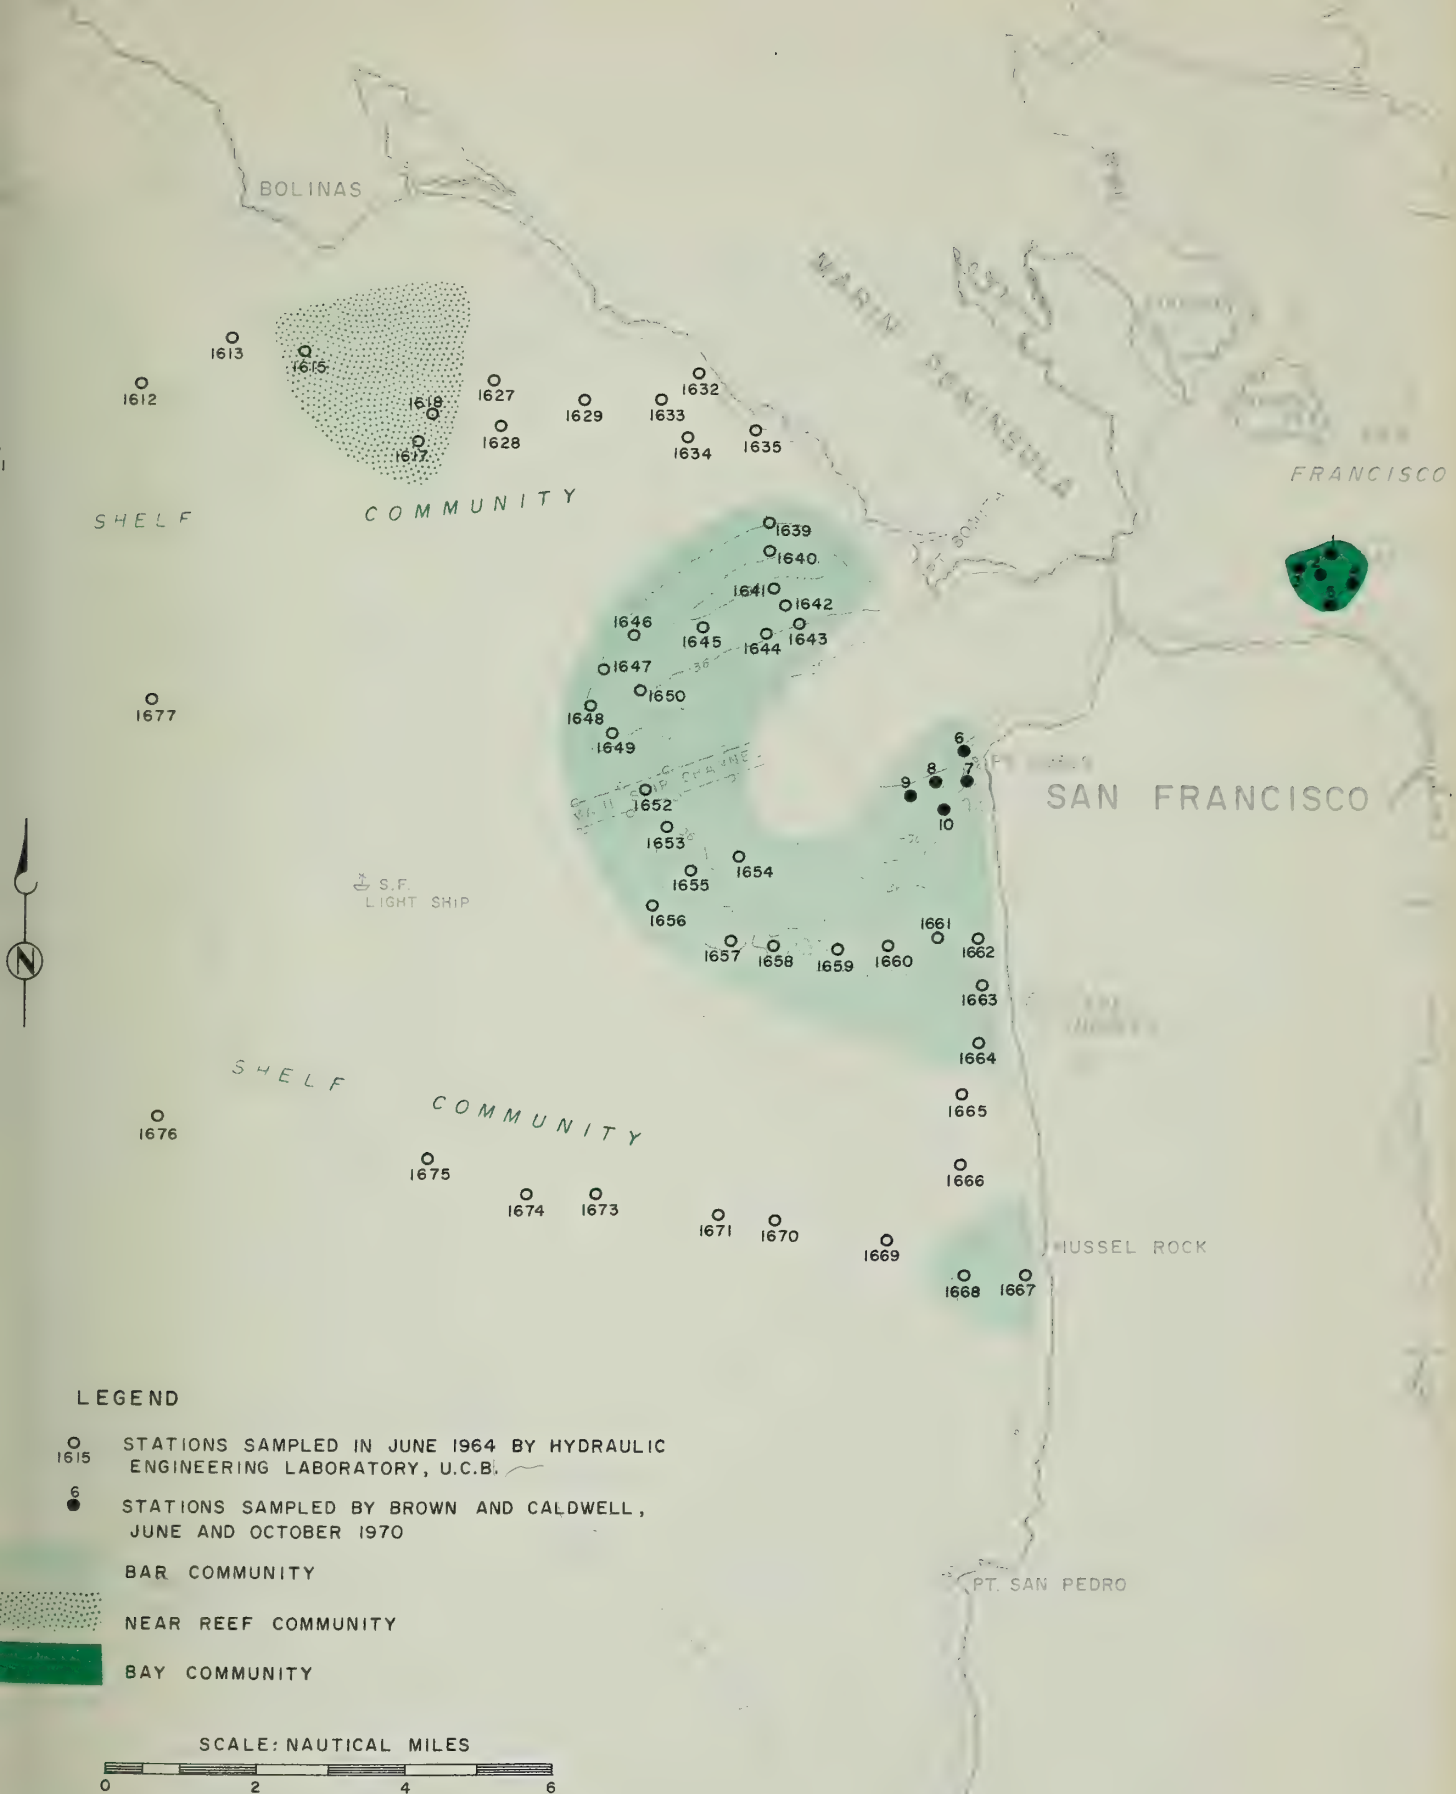 BOLINAS
MARIN PENINSULA
1613
1615
1612
1618
1617
1627
1628
1629
1632
1633
1634
1635
FRANCISCO
SHELF COMMUNITY
1639
1640
1641
1642
1643
1644
1645
1646
1647
1650
1648
1649
36
1
5
1677
SHIP CHANNEL
1652
1653
1654
1655
1656
6
7
8
9
10
SAN FRANCISCO
S.F.
LIGHT SHIP
N
1657
1658
1659
1660
1661
1662
1663
1664
1665
1666
SHELF COMMUNITY
1676
1675
1674
1673
1671
1670
1669
1668
1667
MUSSEL ROCK
LEGEND
1615
STATIONS SAMPLED IN JUNE 1964 BY HYDRAULIC
ENGINEERING LABORATORY, U.C.B.
6
STATIONS SAMPLED BY BROWN AND CALDWELL,
JUNE AND OCTOBER 1970
BAR COMMUNITY
NEAR REEF COMMUNITY
BAY COMMUNITY
PT. SAN PEDRO
SCALE: NAUTICAL MILES
0 2 4 6